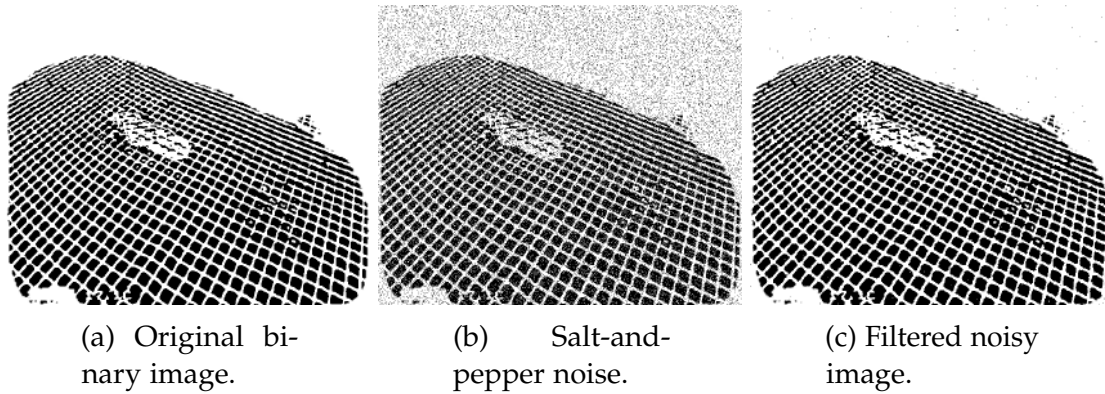 (a) Original bi-
nary image.
(b) Salt-and-
pepper noise.
(c) Filtered noisy
image.